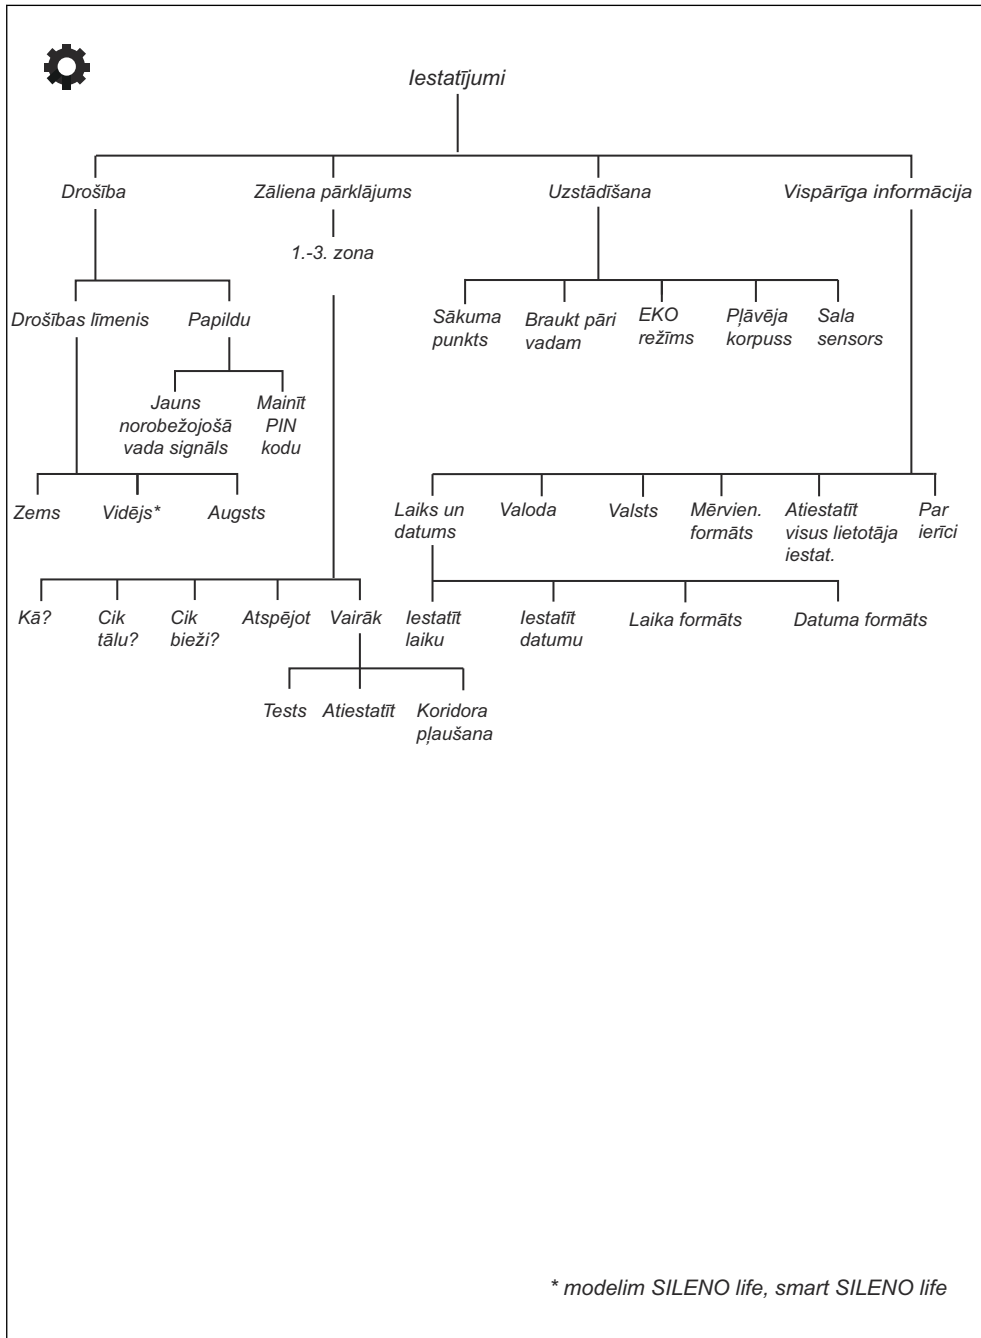 Iestatījumi
Drošība
Zāliena pārklājums
Uzstādīšana
Vispārīga informācija
1.-3. zona
Drošības līmenis
Papildu
Sākuma
punkts
Braukt pāri
vadam
EKO
režīms
Pļāvēja
korpuss
Sala
sensors
Jauns
norobežojošā
vada signāls
Mainīt
PIN
kodu
Zems
Vidējs*
Augsts
Laiks un
datums
Valoda
Valsts
Mērvien.
formāts
Atiestatīt
visus lietotāja
iestat.
Par
ierīci
Kā?
Cik
tālu?
Cik
bieži?
Atspējot
Vairāk
Iestatīt
laiku
Iestatīt
datumu
Laika formāts
Datuma formāts
Tests
Atiestatīt
Koridora
pļaušana
* modelim SILENO life, smart SILENO life